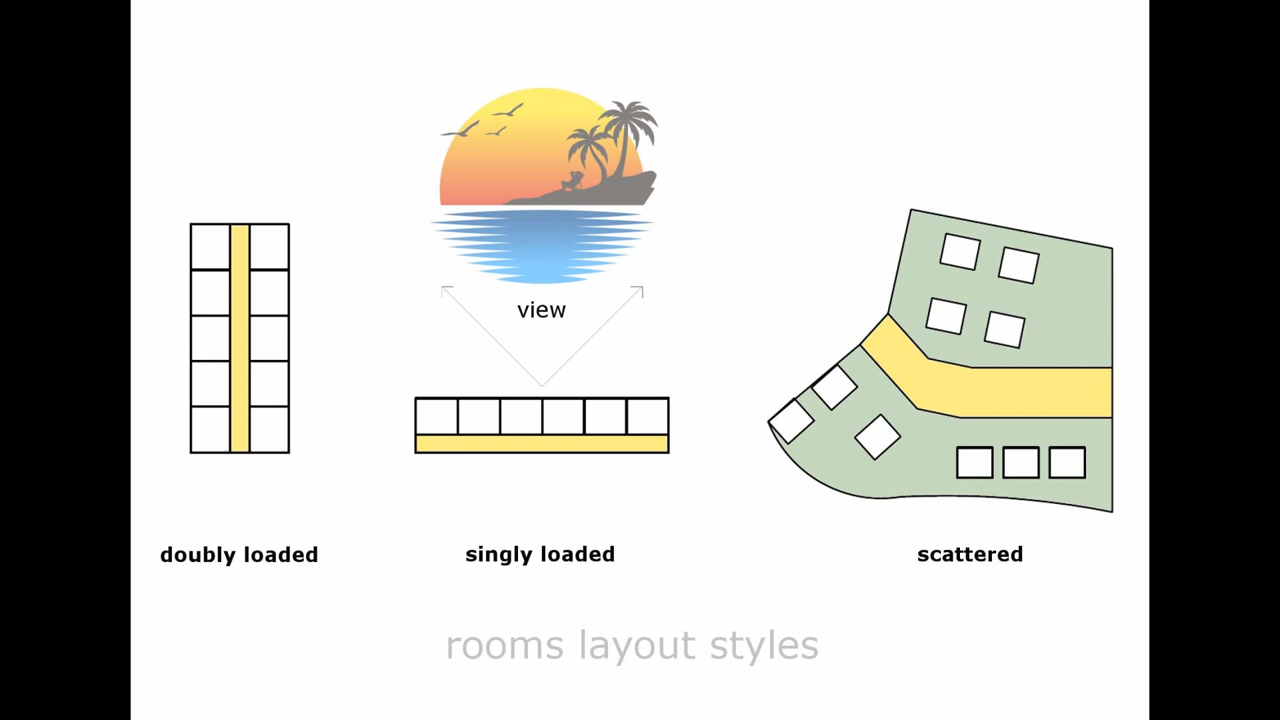 view
doubly loaded
singly loaded
scattered
rooms layout styles